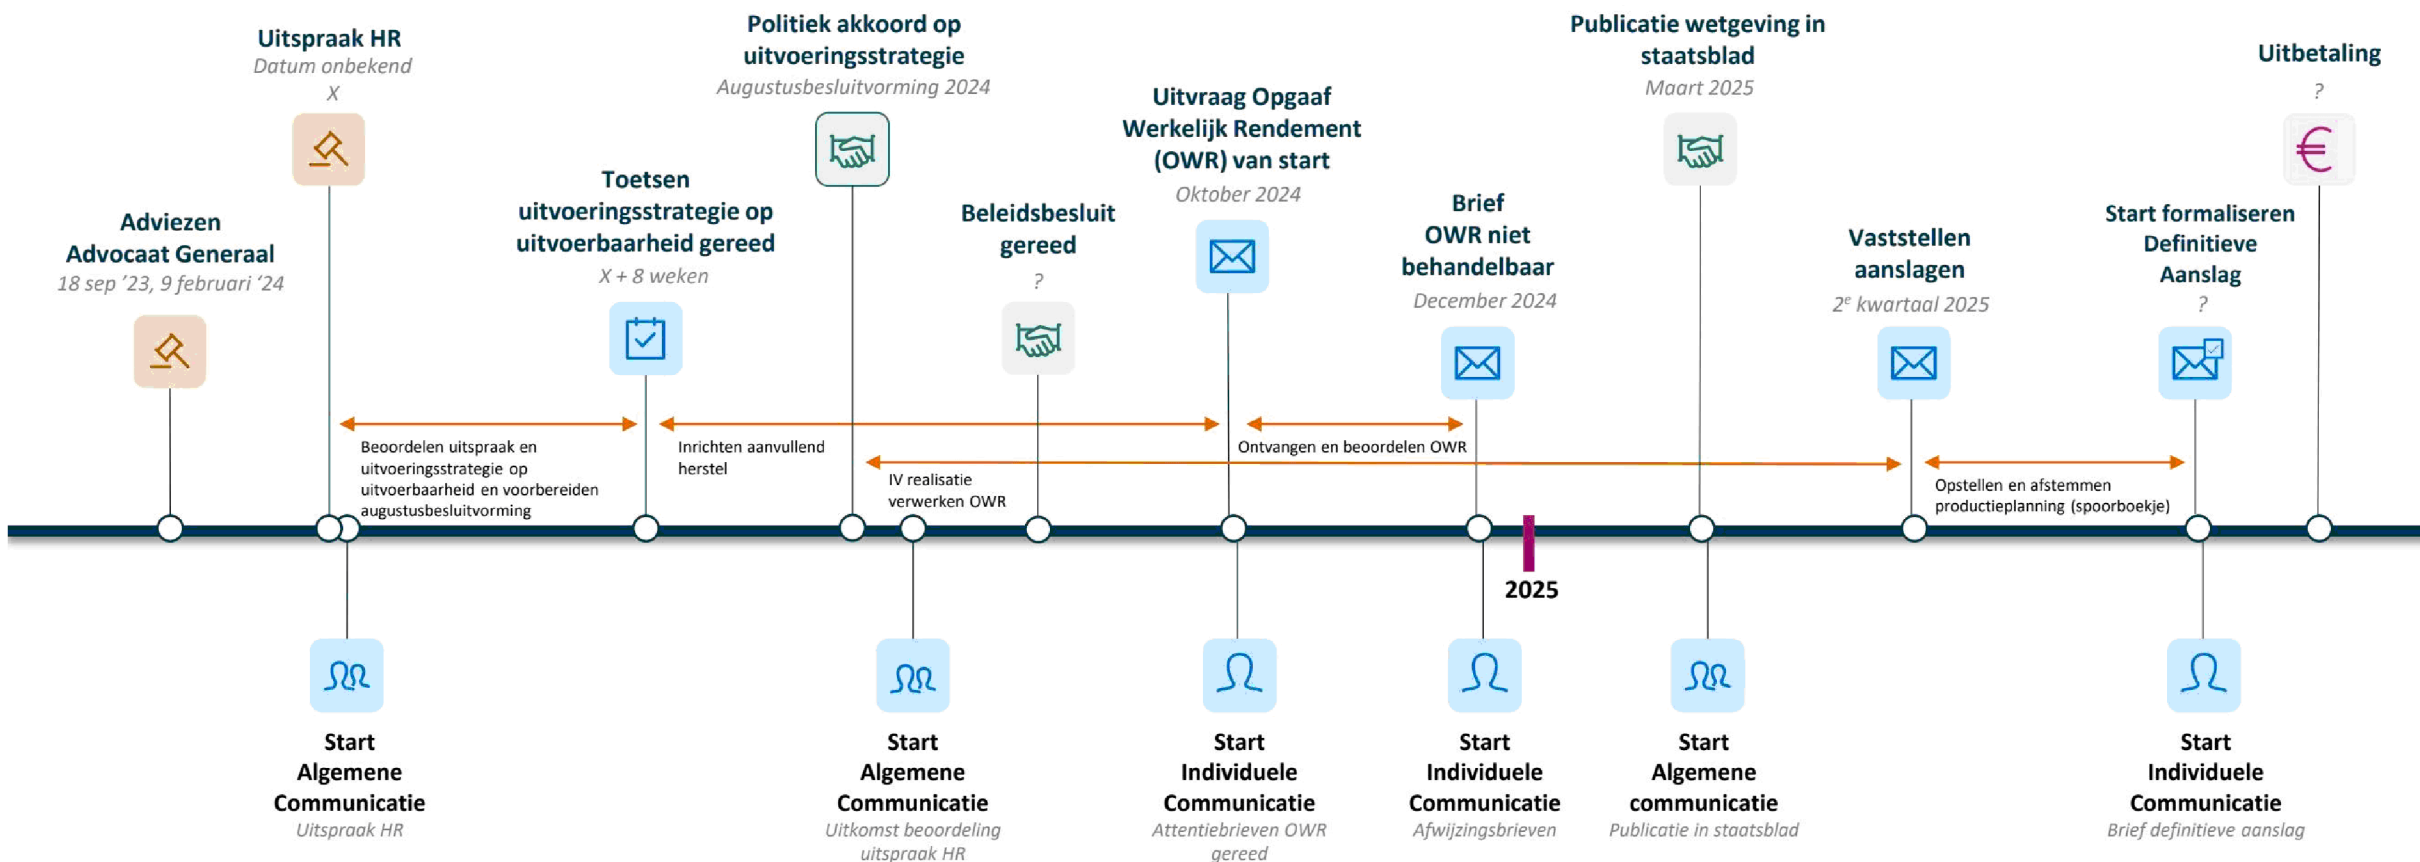 Adviezen
Advocaat Generaal
18 sep ’23, 9 februari ‘24
Uitspraak HR
Datum onbekend
X
Toetsen
uitvoeringsstrategie op
uitvoerbaarheid gereed
X + 8 weken
Politiek akkoord op
uitvoeringsstrategie
Augustusbesluitvorming 2024
Beleidsbesluit
gereed
?
Uitvraag Opgaaf
Werkelijk Rendement
(OWR) van start
Oktober 2024
Brief
OWR niet
behandelbaar
December 2024
Publicatie wetgeving in
staatsblad
Maart 2025
Vaststellen
aanslagen
2e kwartaal 2025
Start formaliseren
Definitieve
Aanslag
?
Uitbetaling
?
€
Beoordelen uitspraak en
uitvoeringsstrategie op
uitvoerbaarheid en voorbereiden
augustusbesluitvorming
Inrichten aanvullend
herstel
IV realisatie
verwerken OWR
Ontvangen en beoordelen OWR
Opstellen en afstemmen
productieplanning (spoorboekje)
2025
Start
Algemene
Communicatie
Uitspraak HR
Start
Algemene
Communicatie
Uitkomst beoordeling
uitspraak HR
Start
Individuele
Communicatie
Attentiebrieven OWR
gereed
Start
Individuele
Communicatie
Afwijzingsbrieven
Start
Algemene
communicatie
Publicatie in staatsblad
Start
Individuele
Communicatie
Brief definitieve aanslag